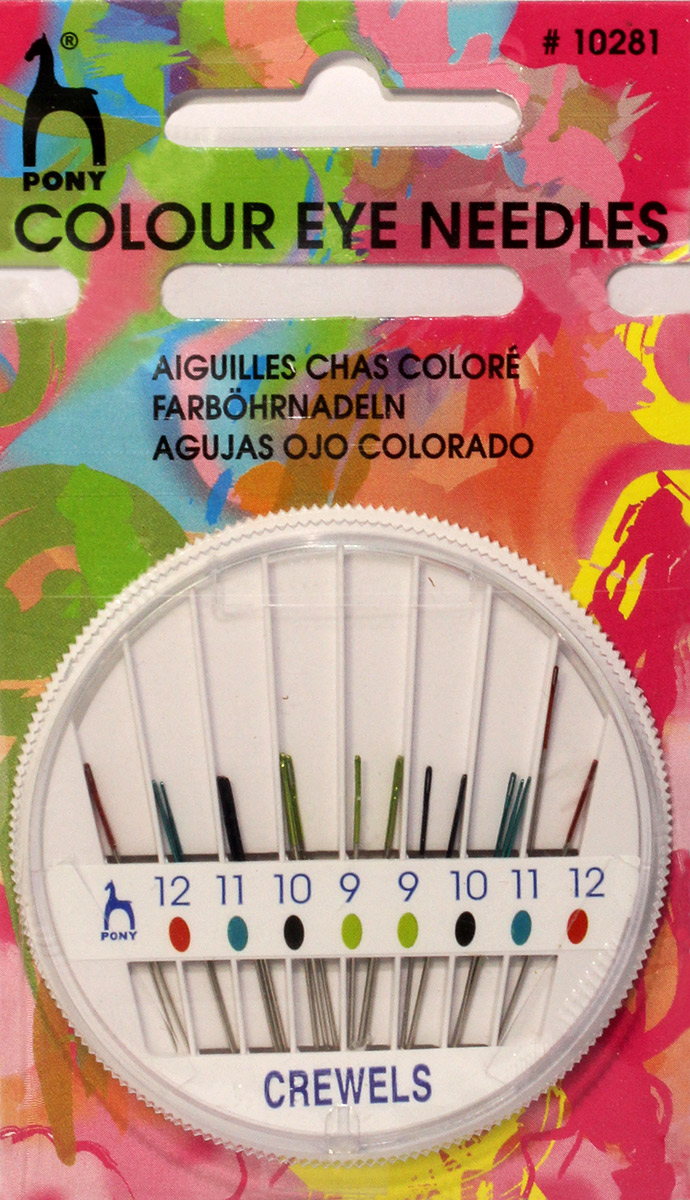 ®
# 10281
PONY
COLOUR EYE NEEDLES
AIGUILLES CHAS COLORÉ
FARBÖHRNADELN
AGUJAS OJO COLORADO
12 11 10 9 9 10 11 12
PONY
CREWELS